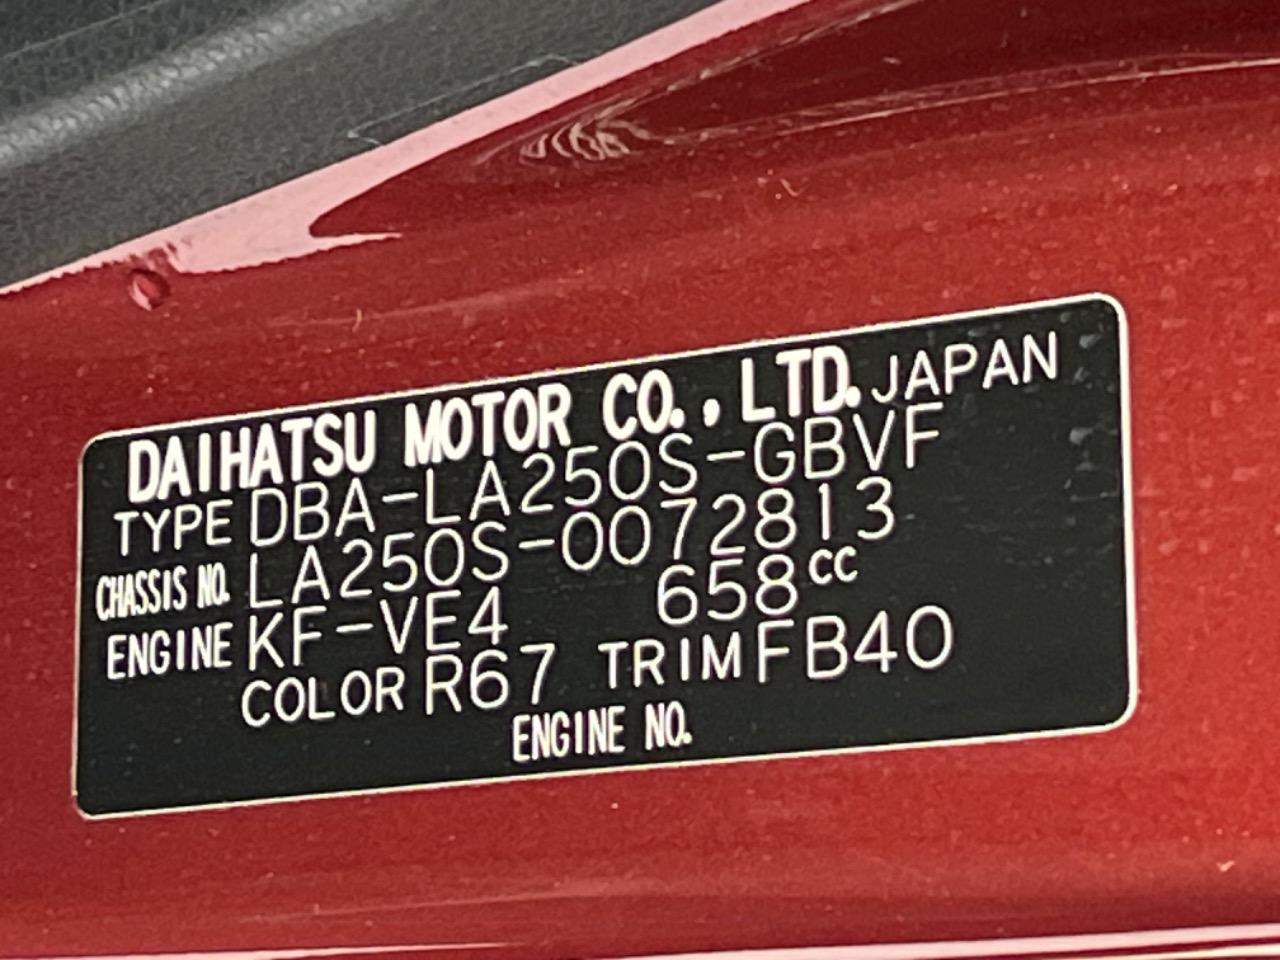 DAIHATSU MOTOR CO., LTD. JAPAN
TYPE DBA-LA250S-GBVF
CHASSIS NO. LA250S-0072813
ENGINE KF-VE4 658cc
COLOR R67 TRIM FB40
ENGINE NO.